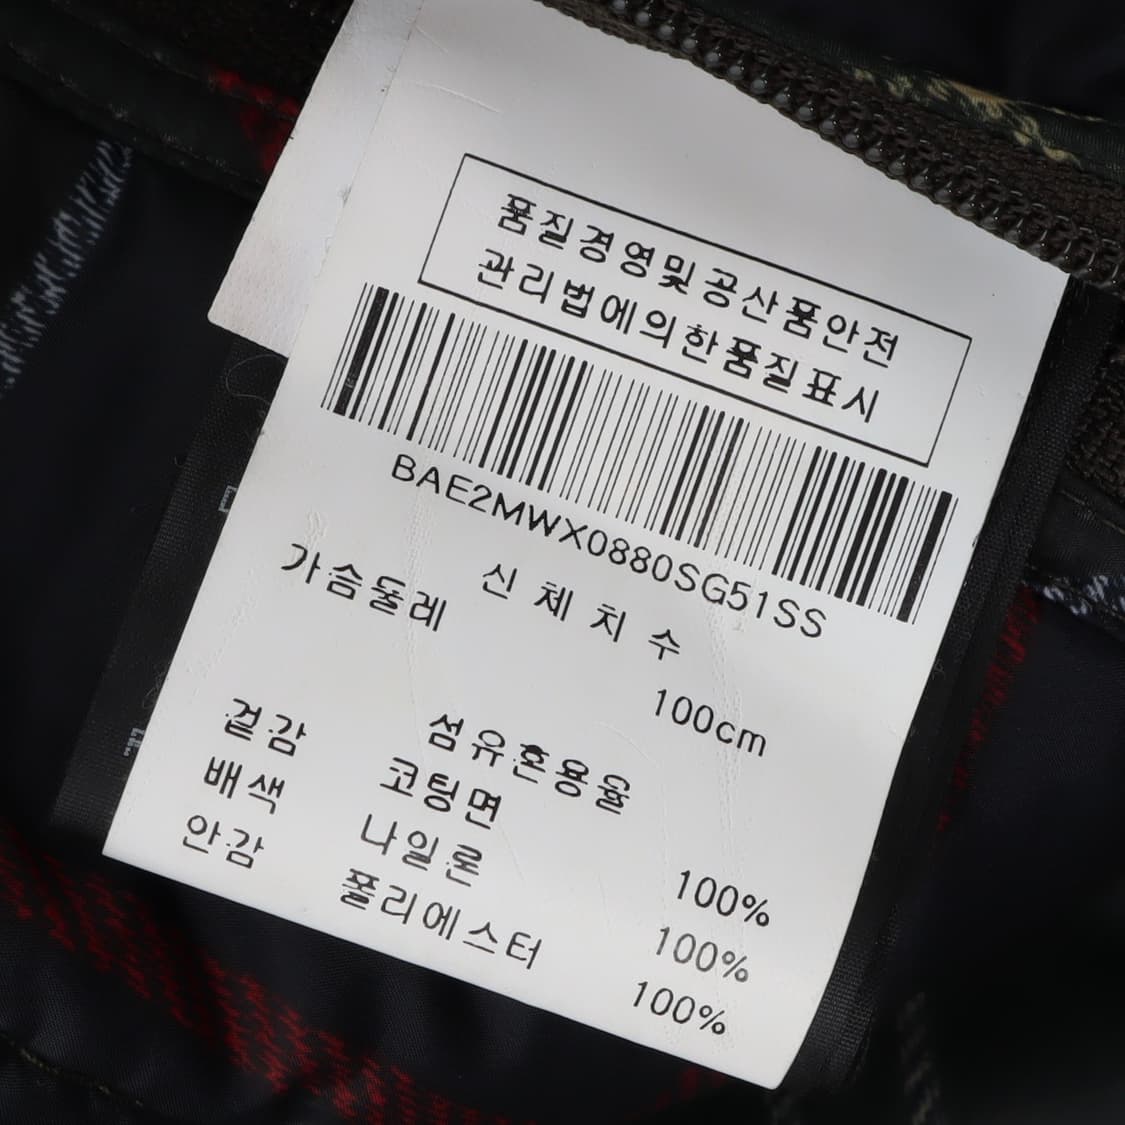 품질경영및공산품안전
관리법에의한품질표시
BAE2MWX0880SG51SS
신체치수
가슴둘레 100cm
섬유혼용율
겉감 코팅면 100%
배색 나일론 100%
안감 폴리에스터 100%